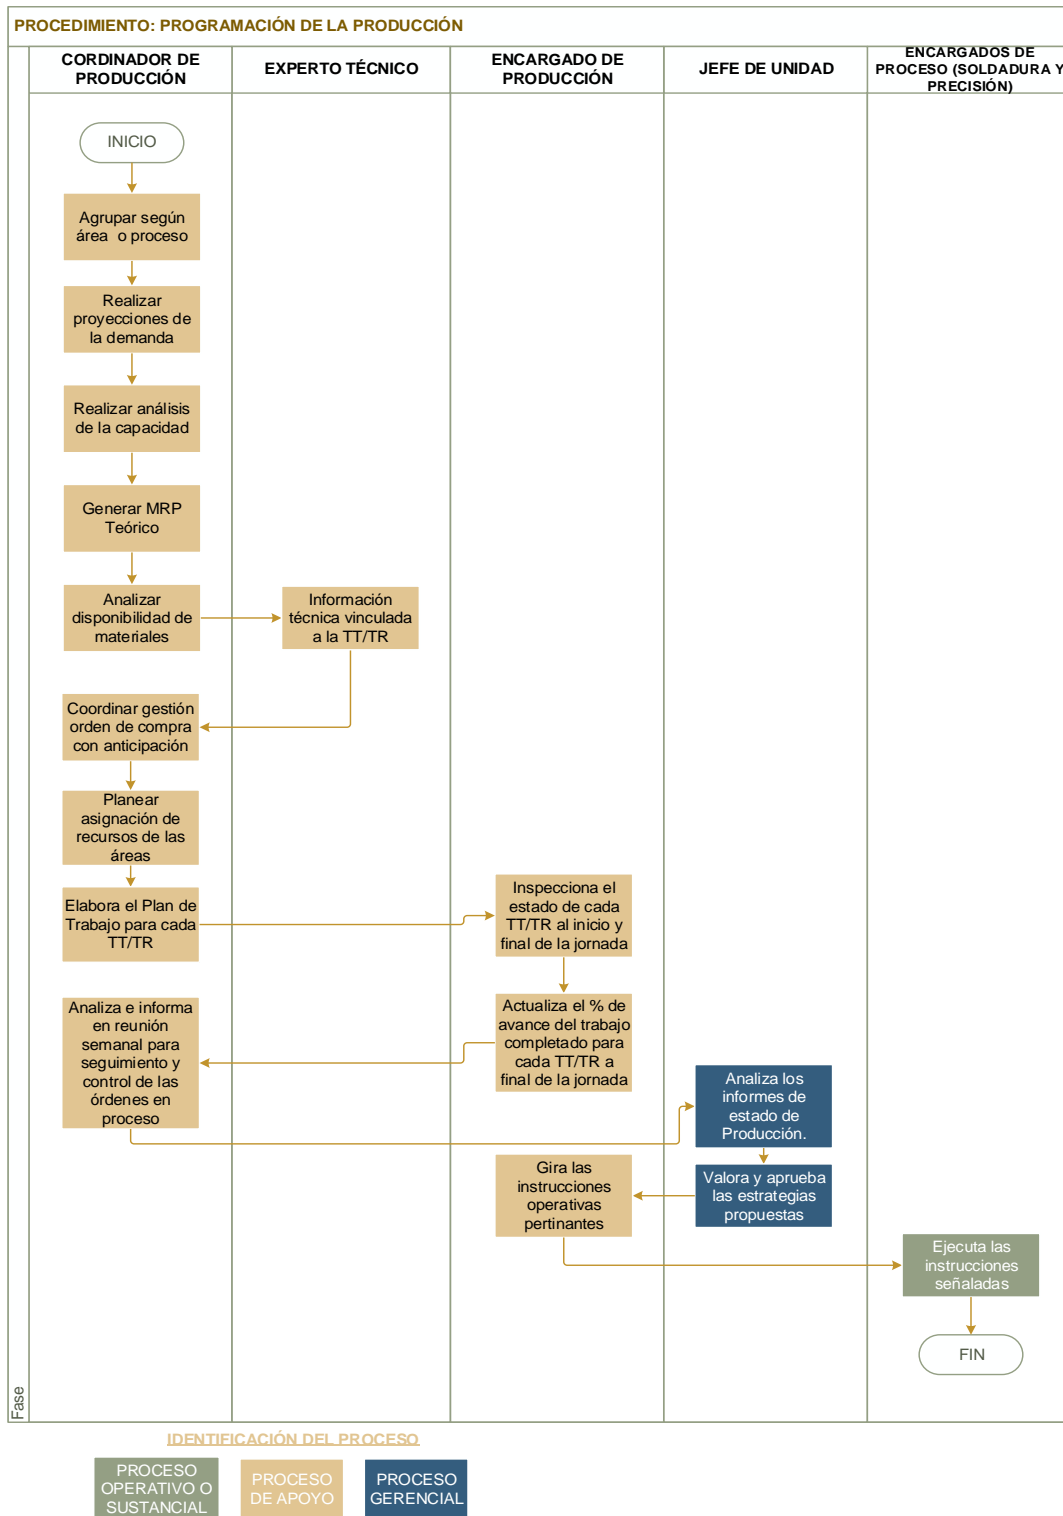 PROCEDIMIENTO: PROGRAMACIÓN DE LA PRODUCCIÓN
CORDINADOR DE
PRODUCCIÓN
EXPERTO TÉCNICO
ENCARGADO DE
PRODUCCIÓN
JEFE DE UNIDAD
ENCARGADOS DE
PROCESO (SOLDADURA Y
PRECISIÓN)
INICIO
Agrupar según
área o proceso
Realizar
proyecciones de
la demanda
Realizar análisis
de la capacidad
Generar MRP
Teórico
Analizar
disponibilidad de
materiales
Información
técnica vinculada
a la TT/TR
Coordinar gestión
orden de compra
con anticipación
Planear
asignación de
recursos de las
áreas
Elabora el Plan de
Trabajo para cada
TT/TR
Inspecciona el
estado de cada
TT/TR al inicio y
final de la jornada
Actualiza el % de
avance del trabajo
completado para
cada TT/TR a
final de la jornada
Analiza e informa
en reunión
semanal para
seguimiento y
control de las
órdenes en
proceso
Analiza los
informes de
estado de
Producción.
Valora y aprueba
las estrategias
propuestas
Gira las
instrucciones
operativas
pertinantes
Ejecuta las
instrucciones
señaladas
FIN
Fase
IDENTIFICACIÓN DEL PROCESO
PROCESO
OPERATIVO O
SUSTANCIAL
PROCESO
DE APOYO
PROCESO
GERENCIAL